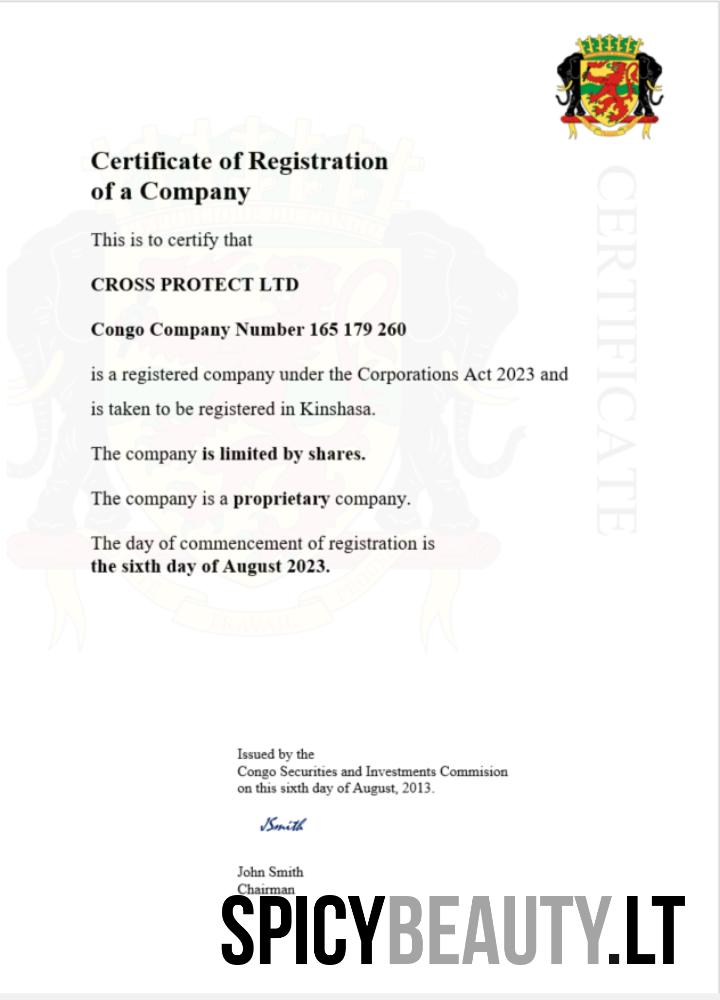 Certificate of Registration
of a Company
This is to certify that
CROSS PROTECT LTD
Congo Company Number 165 179 260
is a registered company under the Corporations Act 2023 and
is taken to be registered in Kinshasa.
The company is limited by shares.
The company is a proprietary company.
The day of commencement of registration is
the sixth day of August 2023.
CERTIFICATE
TRAVAIL
Issued by the
Congo Securities and Investments Commision
on this sixth day of August, 2013.
JSmith
John Smith
Chairman
SPICYBEAUTY.LT